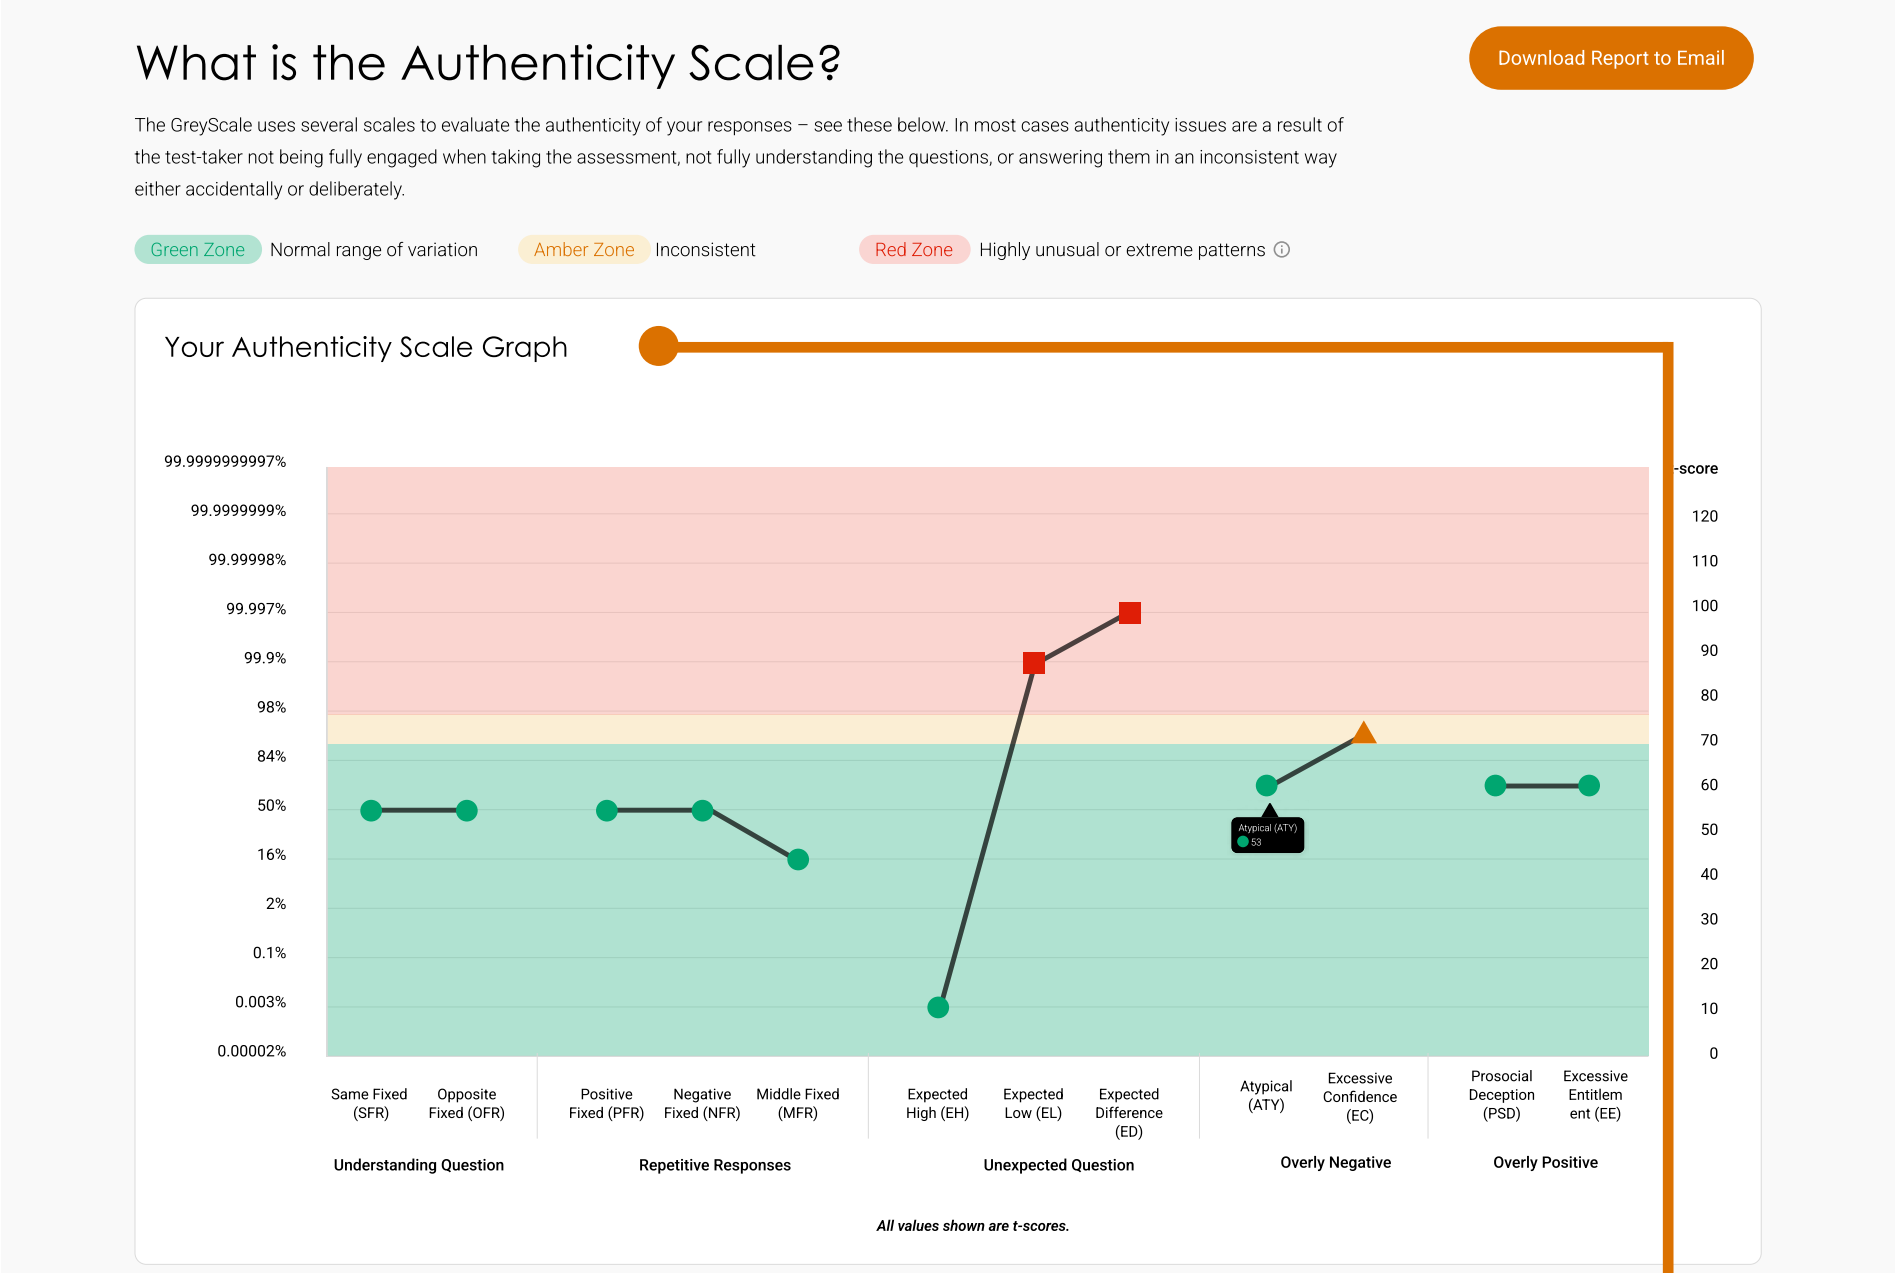 What is the Authenticity Scale?
Download Report to Email
The GreyScale uses several scales to evaluate the authenticity of your responses – see these below. In most cases authenticity issues are a result of
the test-taker not being fully engaged when taking the assessment, not fully understanding the questions, or answering them in an inconsistent way
either accidentally or deliberately.
Green Zone Normal range of variation Amber Zone Inconsistent Red Zone Highly unusual or extreme patterns
Your Authenticity Scale Graph
99.9999999997%
99.9999999%
99.99998%
99.997%
99.9%
98%
84%
50%
16%
2%
0.1%
0.003%
0.00002%
-score
120
110
100
90
80
70
60
50
40
30
20
10
0
Atypical (ATY)
53
Same Fixed
(SFR)
Opposite
Fixed (OFR)
Positive
Fixed (PFR)
Negative
Fixed (NFR)
Middle Fixed
(MFR)
Expected
High (EH)
Expected
Low (EL)
Expected
Difference
(ED)
Atypical
(ATY)
Excessive
Confidence
(EC)
Prosocial
Deception
(PSD)
Excessive
Entitlem
ent (EE)
Understanding Question
Repetitive Responses
Unexpected Question
Overly Negative
Overly Positive
All values shown are t-scores.